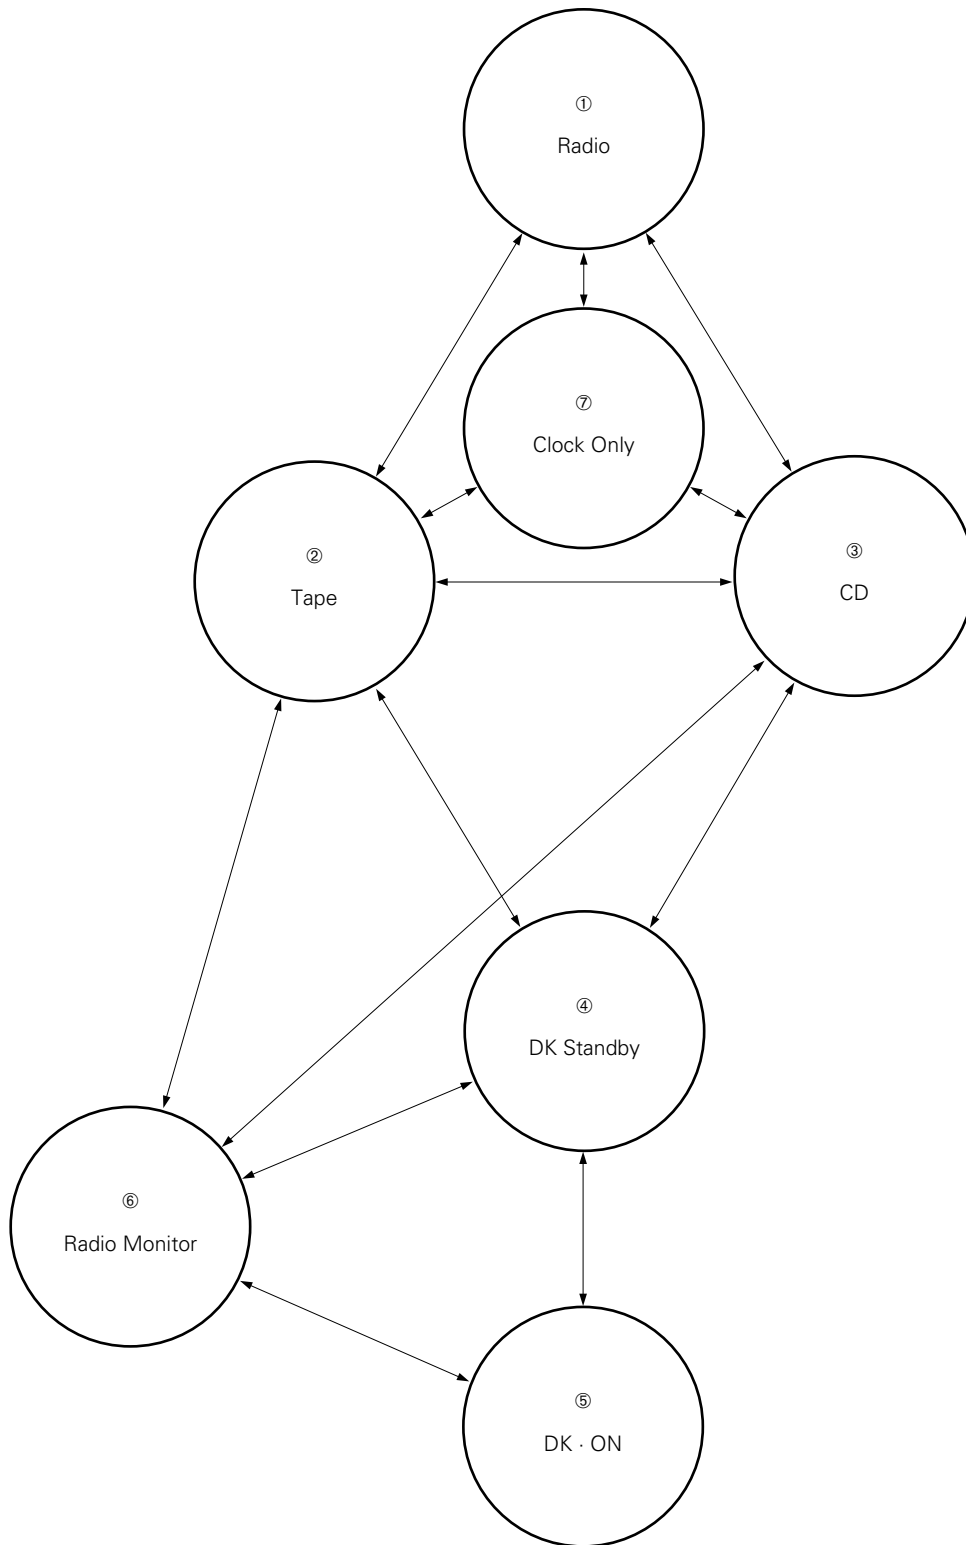 ①
Radio
⑦
Clock Only
②
Tape
③
CD
④
DK Standby
⑥
Radio Monitor
⑤
DK · ON